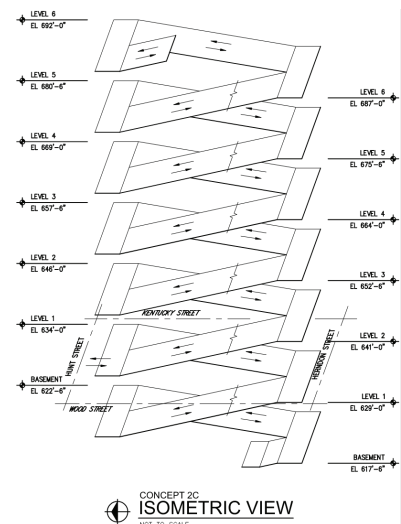 LEVEL 6
EL 692'-0"
LEVEL 5
EL 680'-6"
LEVEL 6
EL 687'-0"
LEVEL 4
EL 669'-0"
LEVEL 5
EL 675'-6"
LEVEL 3
EL 657'-6"
LEVEL 4
EL 664'-0"
LEVEL 2
EL 646'-0"
LEVEL 3
EL 652'-6"
KENTUCKY STREET
LEVEL 1
EL 634'-0"
LEVEL 2
EL 641'-0"
HUNT STREET
HERNDON STREET
BASEMENT
EL 622'-6"
LEVEL 1
EL 629'-0"
WOOD STREET
BASEMENT
EL 617'-6"
CONCEPT 2C
ISOMETRIC VIEW
NOT TO SCALE